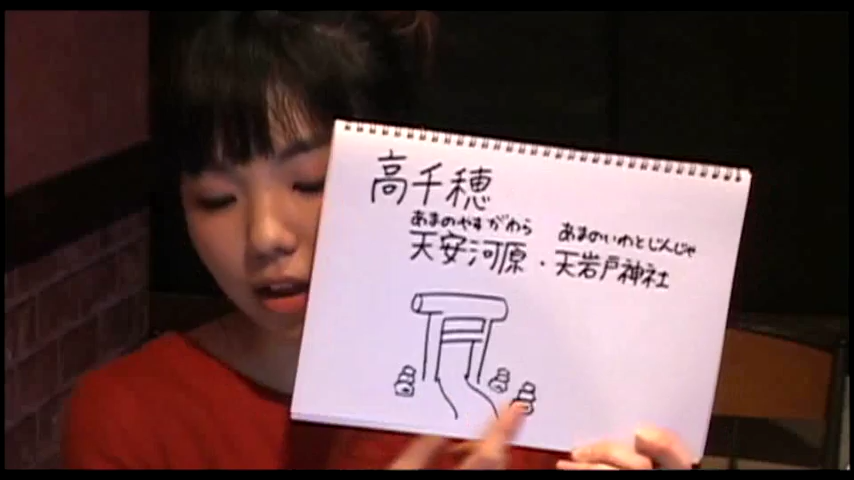 高千穂
あまのやすがわら　あまのいわとじんじゃ
天安河原・天岩戸神社